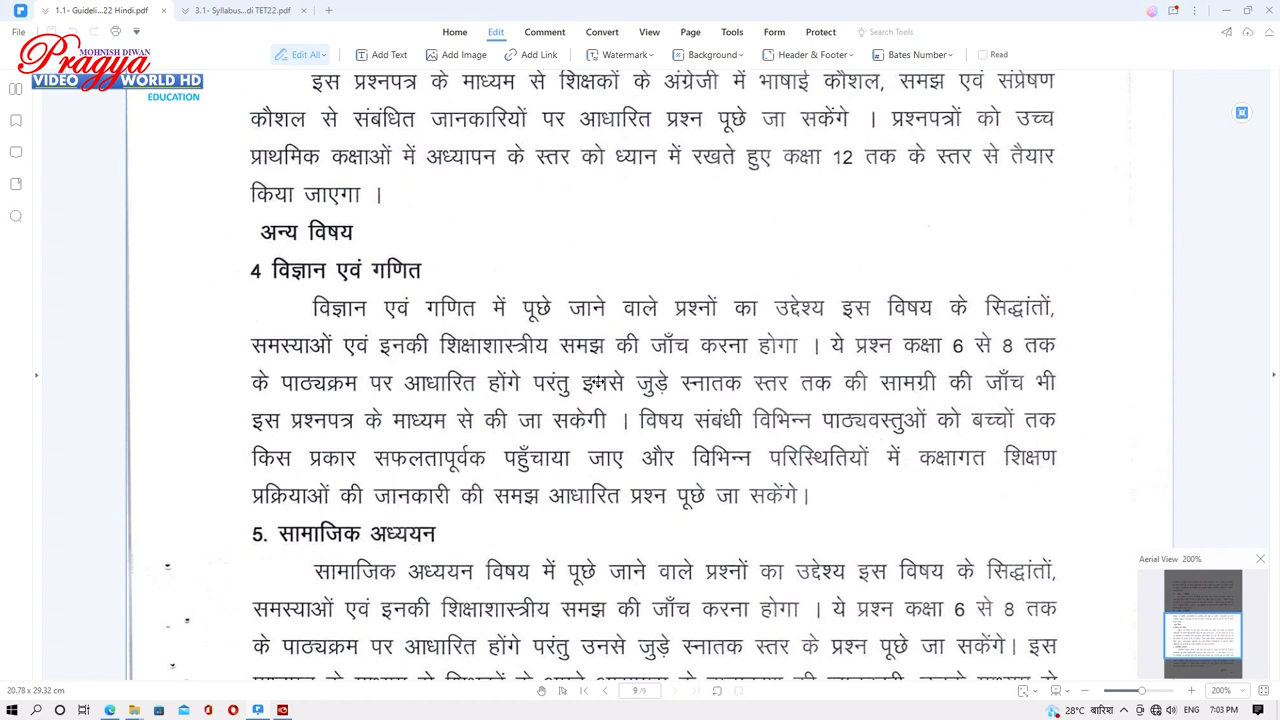 1.1- Guideli...22 Hindi.pdf
3.1- Syllabus...di TET22.pdf
File
Home
Edit
Comment
Convert
View
Page
Tools
Form
Protect
Search Tools
MOHNISH DIWAN
Pragya
VIDEO WORLD HD
EDUCATION
Edit All
Add Text
Add Image
Add Link
Watermark
Background
Header & Footer
Bates Number
Read
इस प्रश्नपत्र के माध्यम से शिक्षकों के अंग्रेजी में भाषाई कौशल, समझ एवं संप्रेषण
कौशल से संबंधित जानकारियों पर आधारित प्रश्न पूछे जा सकेंगे । प्रश्नपत्रों को उच्च
प्राथमिक कक्षाओं में अध्यापन के स्तर को ध्यान में रखते हुए कक्षा 12 तक के स्तर से तैयार
किया जाएगा ।
अन्य विषय
4 विज्ञान एवं गणित
विज्ञान एवं गणित में पूछे जाने वाले प्रश्नों का उद्देश्य इस विषय के सिद्धांतों,
समस्याओं एवं इनकी शिक्षाशास्त्रीय समझ की जाँच करना होगा । ये प्रश्न कक्षा 6 से 8 तक
के पाठ्यक्रम पर आधारित होंगे परंतु इनसे जुड़े स्नातक स्तर तक की सामग्री की जाँच भी
इस प्रश्नपत्र के माध्यम से की जा सकेगी । विषय संबंधी विभिन्न पाठ्यवस्तुओं को बच्चों तक
किस प्रकार सफलतापूर्वक पहुँचाया जाए और विभिन्न परिस्थितियों में कक्षागत शिक्षण
प्रक्रियाओं की जानकारी की समझ आधारित प्रश्न पूछे जा सकेंगे।
5. सामाजिक अध्ययन
सामाजिक अध्ययन विषय में पूछे जाने वाले प्रश्नों का उद्देश्य इस विषय के सिद्धांतों,
समस्याओं एवं इनकी शिक्षाशास्त्रीय समझ की जाँच करना होगा । ये प्रश्न कक्षा 6 से 8 तक
के पाठ्यक्रम पर आधारित होंगे परंतु उनसे जुड़े स्नातक स्तर के प्रश्न पूछे जा सकेंगे। इस
Aerial View 200%
20.78 x 29.32 cm
9 /9
200%
28°C बारिश
ENG
7:03 PM